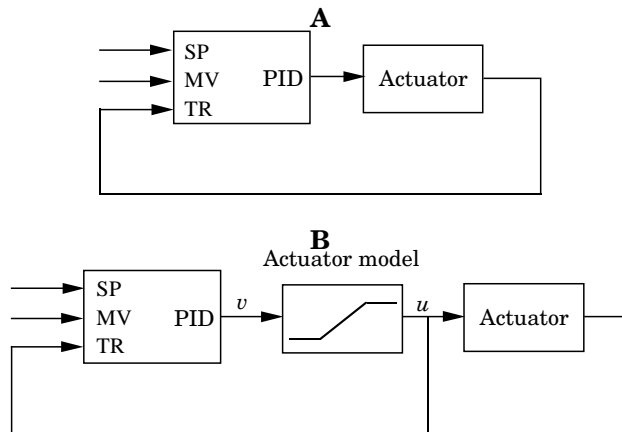 A
SP
MV PID
TR
Actuator
B
Actuator model
SP
MV PID
TR
v
u
Actuator